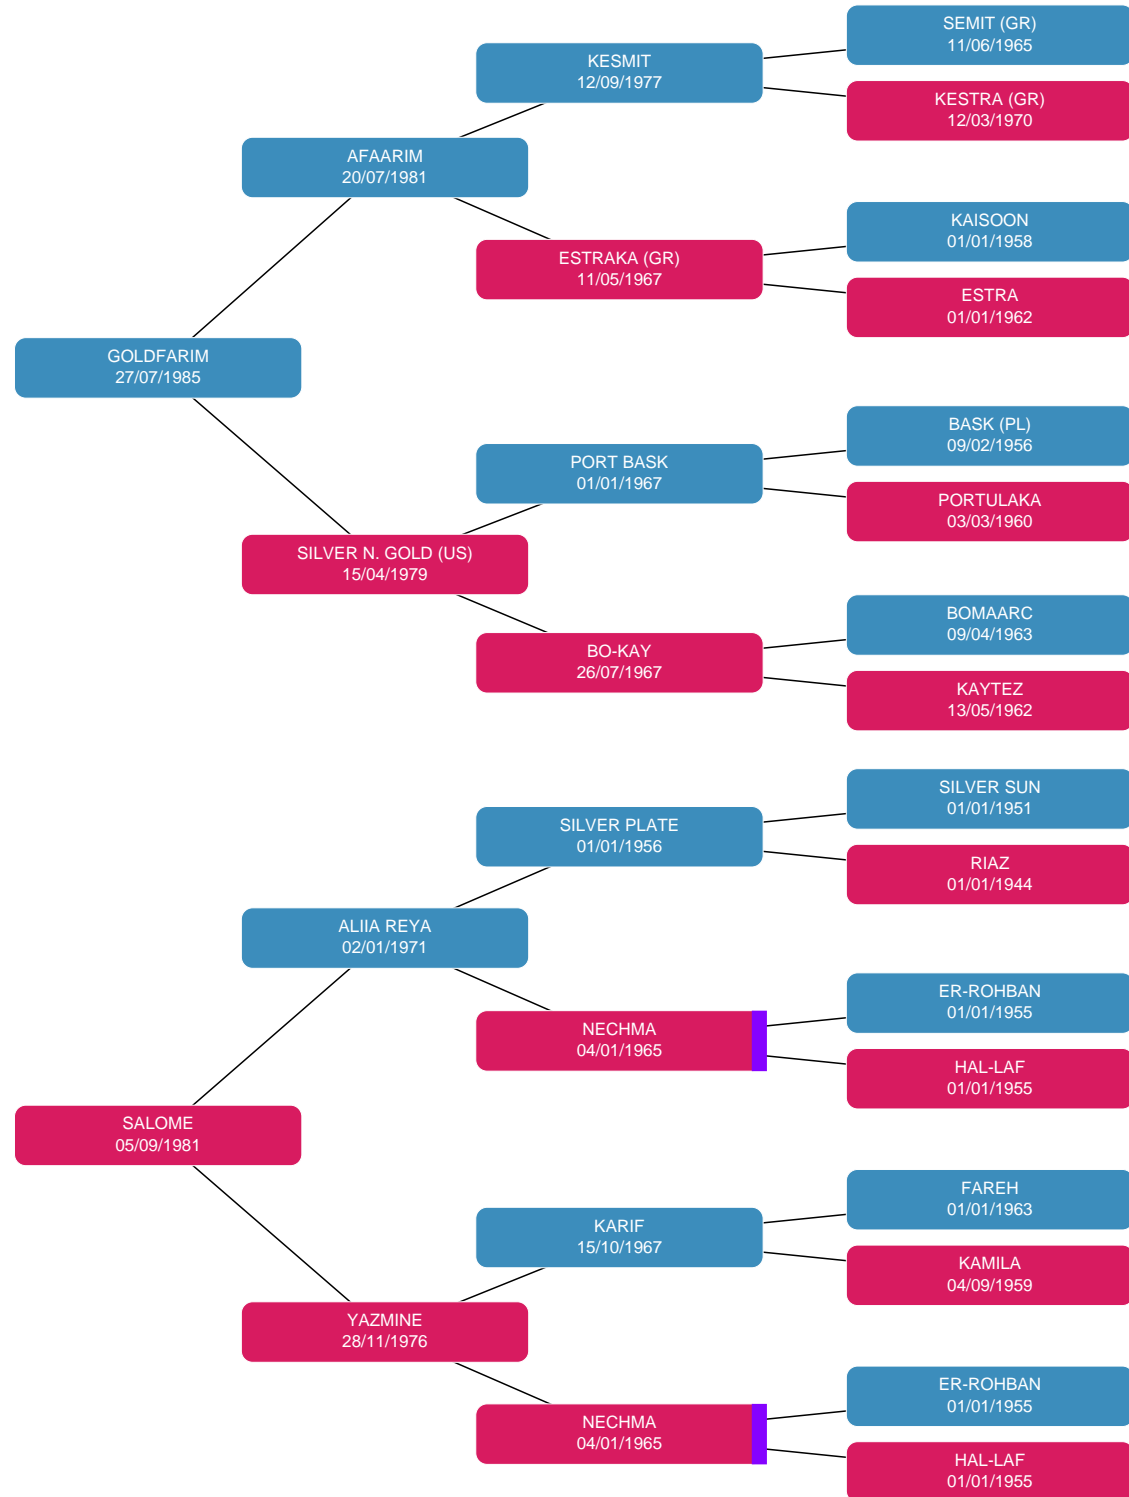 SEMIT (GR)
11/06/1965
KESMIT
12/09/1977
KESTRA (GR)
12/03/1970
AFAARIM
20/07/1981
KAISOON
01/01/1958
ESTRAKA (GR)
11/05/1967
ESTRA
01/01/1962
GOLDFARIM
27/07/1985
BASK (PL)
09/02/1956
PORT BASK
01/01/1967
PORTULAKA
03/03/1960
SILVER N. GOLD (US)
15/04/1979
BOMAARC
09/04/1963
BO-KAY
26/07/1967
KAYTEZ
13/05/1962
SILVER SUN
01/01/1951
SILVER PLATE
01/01/1956
RIAZ
01/01/1944
ALIIA REYA
02/01/1971
ER-ROHBAN
01/01/1955
NECHMA
04/01/1965
HAL-LAF
01/01/1955
SALOME
05/09/1981
FAREH
01/01/1963
KARIF
15/10/1967
KAMILA
04/09/1959
YAZMINE
28/11/1976
ER-ROHBAN
01/01/1955
NECHMA
04/01/1965
HAL-LAF
01/01/1955